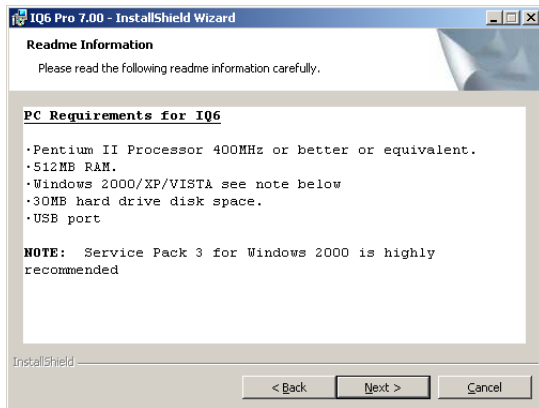 IQ6 Pro 7.00 - InstallShield Wizard
Readme Information
Please read the following readme information carefully.
PC Requirements for IQ6
·Pentium II Processor 400MHz or better or equivalent.
·512MB RAM.
·Windows 2000/XP/VISTA see note below
·30MB hard drive disk space.
·USB port
NOTE:  Service Pack 3 for Windows 2000 is highly
recommended
InstallShield
< Back
Next >
Cancel